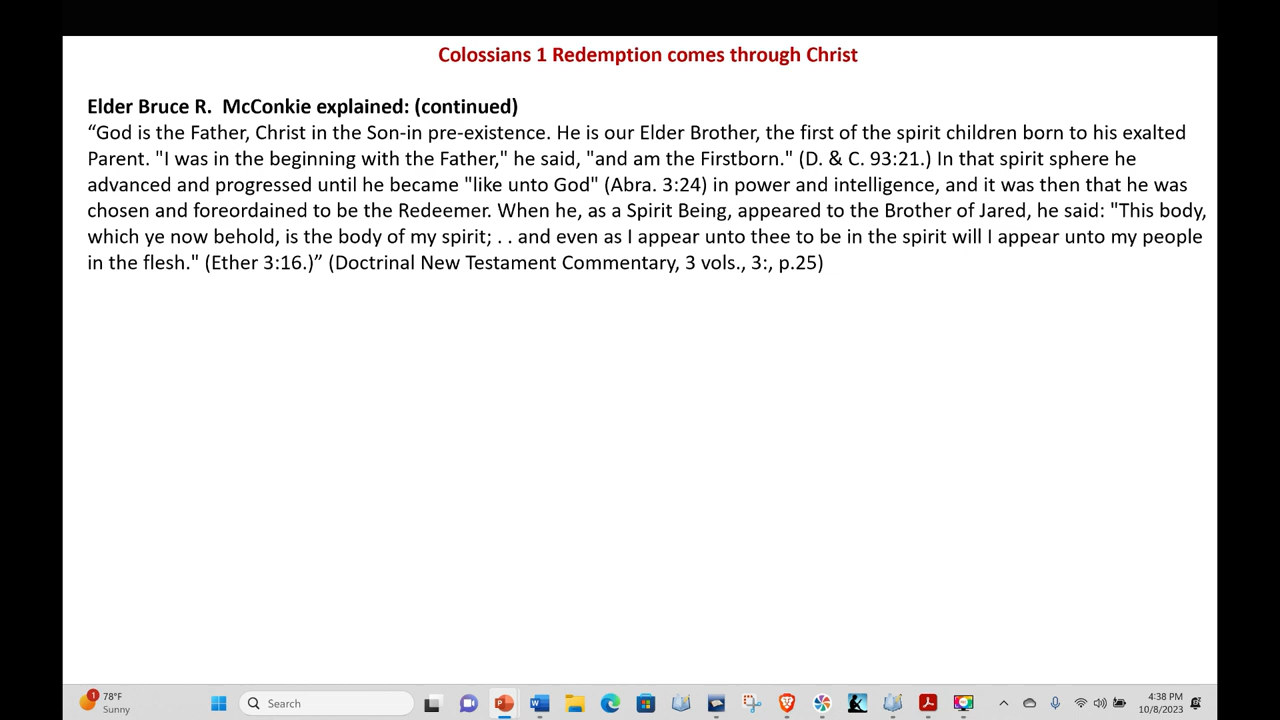 Colossians 1 Redemption comes through Christ
Elder Bruce R.  McConkie explained: (continued)
“God is the Father, Christ in the Son-in pre-existence. He is our Elder Brother, the first of the spirit children born to his exalted
Parent. "I was in the beginning with the Father," he said, "and am the Firstborn." (D. & C. 93:21.) In that spirit sphere he
advanced and progressed until he became "like unto God" (Abra. 3:24) in power and intelligence, and it was then that he was
chosen and foreordained to be the Redeemer. When he, as a Spirit Being, appeared to the Brother of Jared, he said: "This body,
which ye now behold, is the body of my spirit; . . and even as I appear unto thee to be in the spirit will I appear unto my people
in the flesh." (Ether 3:16.)” (Doctrinal New Testament Commentary, 3 vols., 3:, p.25)
1
78°F
Sunny
Search
4:38 PM
10/8/2023